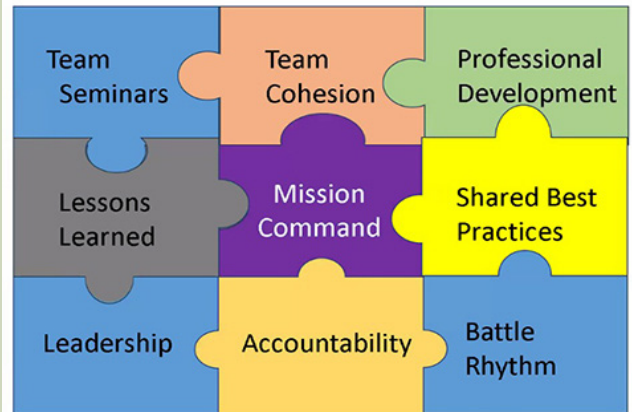 Team
Seminars
Team
Cohesion
Professional
Development
Lessons
Learned
Mission
Command
Shared Best
Practices
Leadership
Accountability
Battle
Rhythm